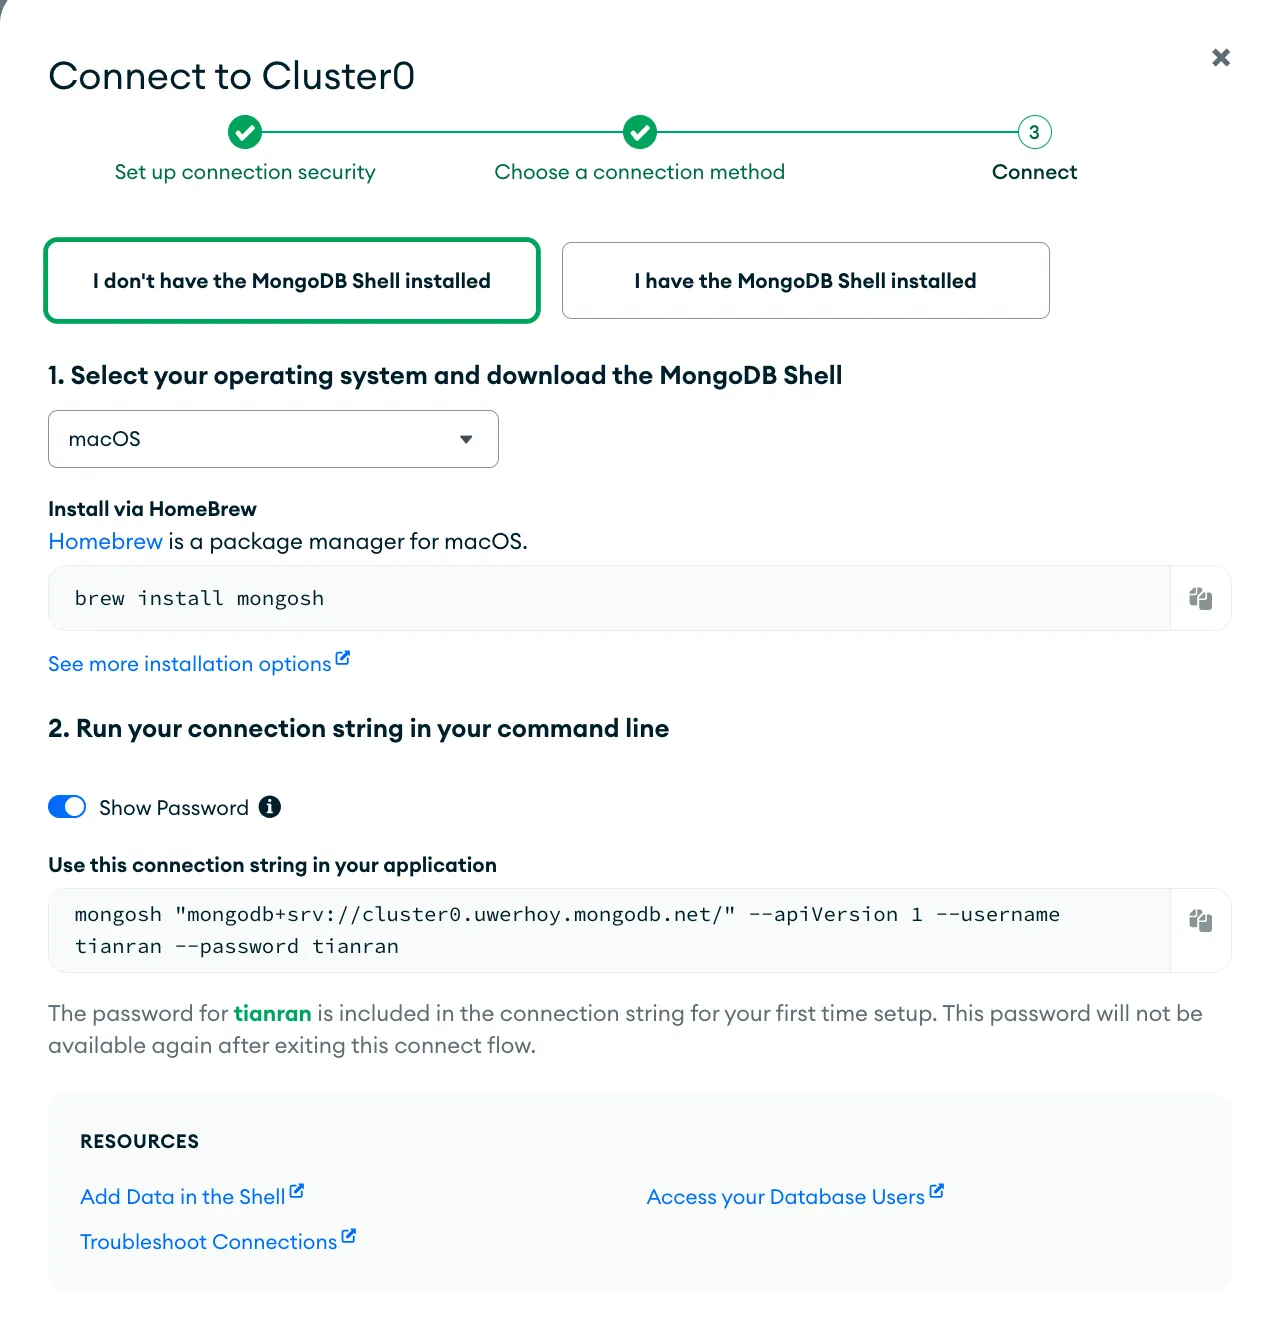 Connect to Cluster0
3
Set up connection security
Choose a connection method
Connect
I don't have the MongoDB Shell installed
I have the MongoDB Shell installed
1. Select your operating system and download the MongoDB Shell
macOS
Install via HomeBrew
Homebrew is a package manager for macOS.
brew install mongosh
See more installation options
2. Run your connection string in your command line
Show Password
Use this connection string in your application
mongosh "mongodb+srv://cluster0.uwerhoy.mongodb.net/" --apiVersion 1 --username
tianran --password tianran
The password for tianran is included in the connection string for your first time setup. This password will not be
available again after exiting this connect flow.
RESOURCES
Add Data in the Shell
Access your Database Users
Troubleshoot Connections